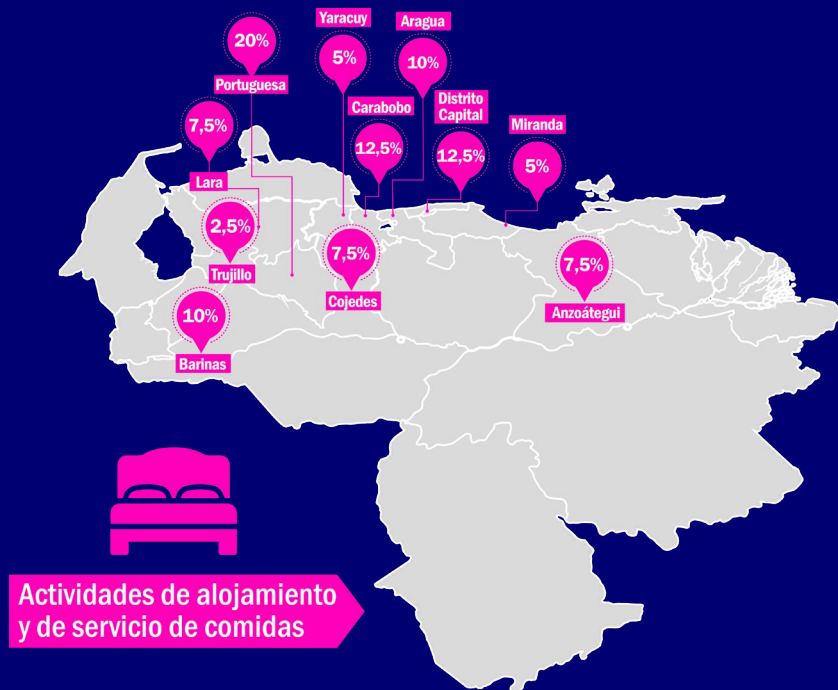 Yaracuy
5%
Aragua
10%
20%
Portuguesa
Carabobo
12,5%
Distrito
Capital
12,5%
Miranda
5%
7,5%
Lara
2,5%
Trujillo
7,5%
Cojedes
7,5%
Anzoátegui
10%
Barinas
Actividades de alojamiento
y de servicio de comidas